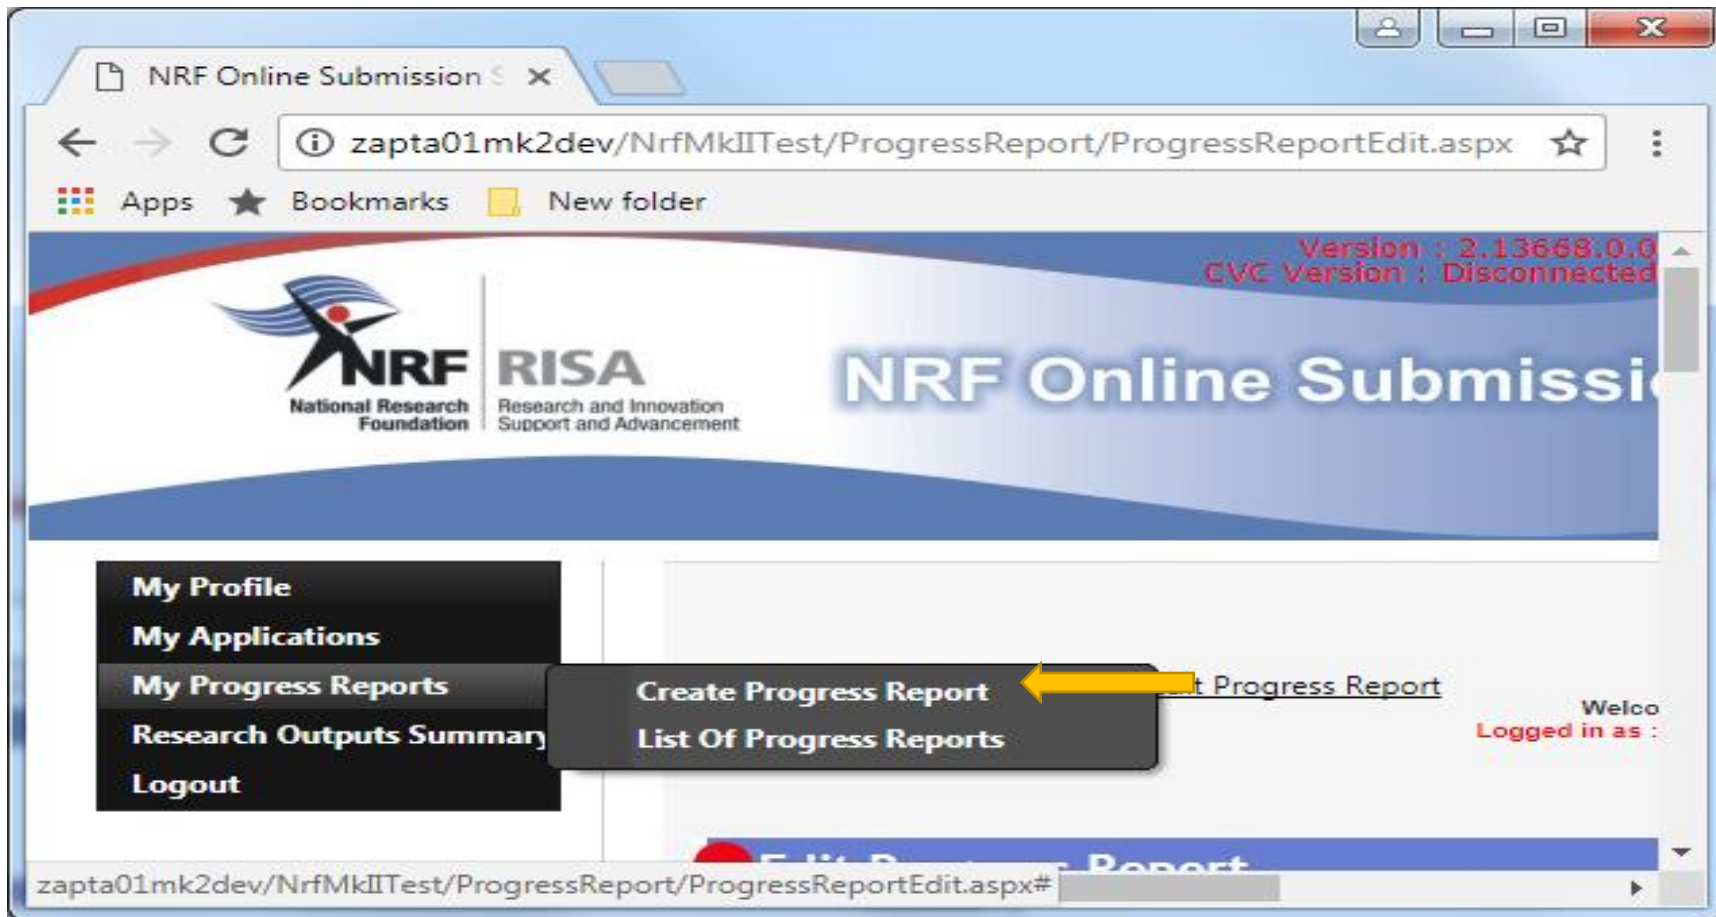 NRF Online Submission S
zapta01mk2dev/NrfMkIITest/ProgressReport/ProgressReportEdit.aspx
Apps Bookmarks New folder
Version : 2.13668.0.0
CVC Version : Disconnected
NRF RISA
National Research Foundation
Research and Innovation
Support and Advancement
NRF Online Submissi
My Profile
My Applications
My Progress Reports
Create Progress Report
List Of Progress Reports
Research Outputs Summary
Logout
t Progress Report
Welco
Logged in as :
Edit Progress Report
zapta01mk2dev/NrfMkIITest/ProgressReport/ProgressReportEdit.aspx#